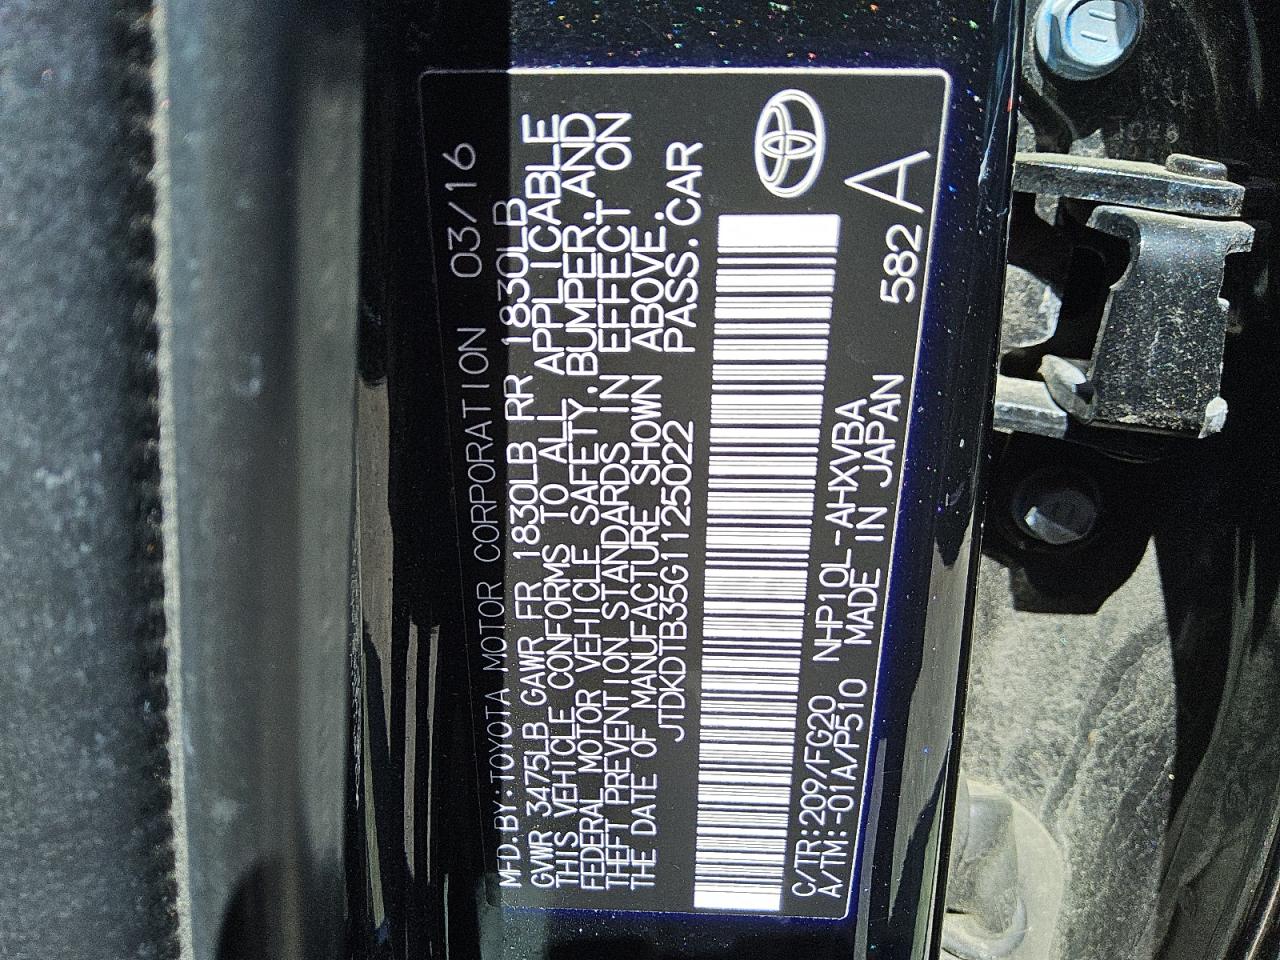 MFD.BY:TOYOTA MOTOR CORPORATION 03/16
GVWR 3475LB GAWR FR 1830LB RR 1830LB
THIS VEHICLE CONFORMS TO ALL APPLICABLE
FEDERAL MOTOR VEHICLE SAFETY, BUMPER, AND
THEFT PREVENTION STANDARDS IN EFFECT ON
THE DATE OF MANUFACTURE SHOWN ABOVE.
JTDKDTB35G1125022 PASS.CAR
C/TR:209/FG20 NHP10L-AHXVBA
A/TM:-01A/P510 MADE IN JAPAN 582 A